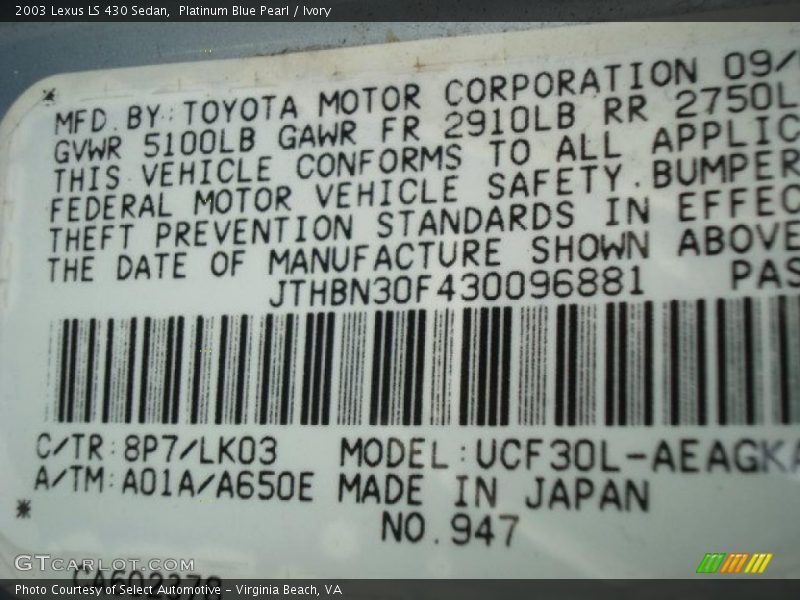 2003 Lexus LS 430 Sedan, Platinum Blue Pearl / Ivory
MFD. BY: TOYOTA MOTOR CORPORATION 09/
GVWR 5100LB GAWR FR 2910LB RR 2750L
THIS VEHICLE CONFORMS TO ALL APPLIC
FEDERAL MOTOR VEHICLE SAFETY. BUMPER
THEFT PREVENTION STANDARDS IN EFFEC
THE DATE OF MANUFACTURE SHOWN ABOVE
JTHBN30F430096881 PAS
C/TR: 8P7/LK03 MODEL: UCF30L-AEAGKA
A/TM: A01A/A650E MADE IN JAPAN
NO. 947
GTCARLOT.COM
CA602378
Photo Courtesy of Select Automotive - Virginia Beach, VA